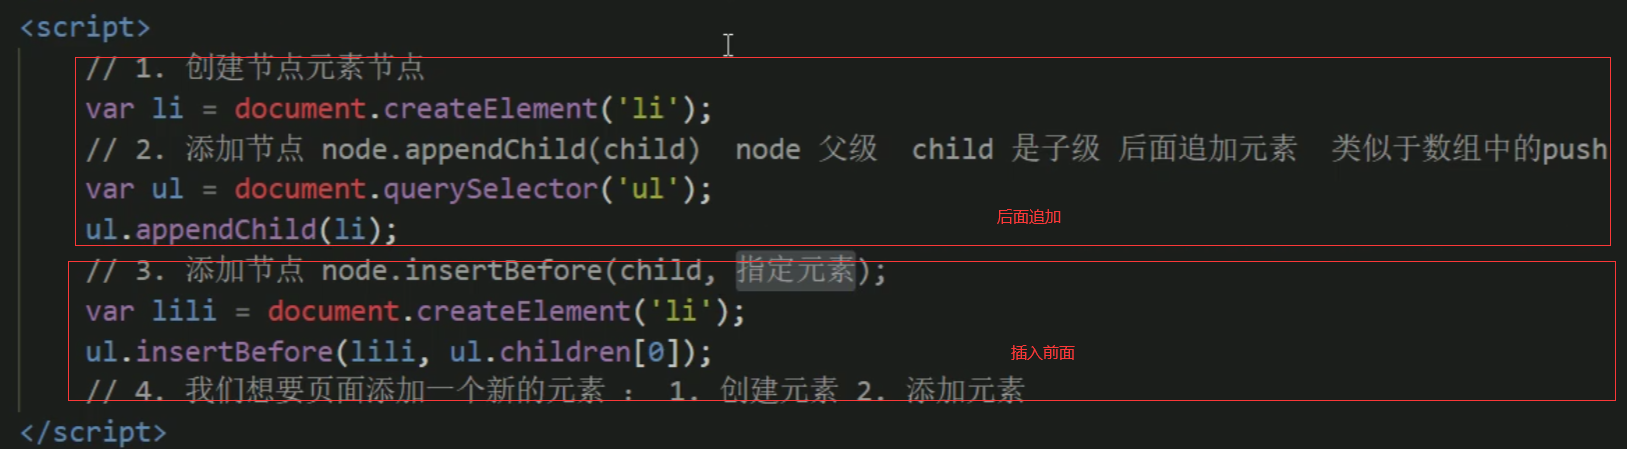 <script>
// 1. 创建节点元素节点
var li = document.createElement('li');
// 2. 添加节点 node.appendChild(child)  node 父级  child 是子级 后面追加元素  类似于数组中的push
var ul = document.querySelector('ul');
后面追加
ul.appendChild(li);
// 3. 添加节点 node.insertBefore(child, 指定元素);
var lili = document.createElement('li');
ul.insertBefore(lili, ul.children[0]);
插入前面
// 4. 我们想要页面添加一个新的元素 ： 1. 创建元素 2. 添加元素
</script>